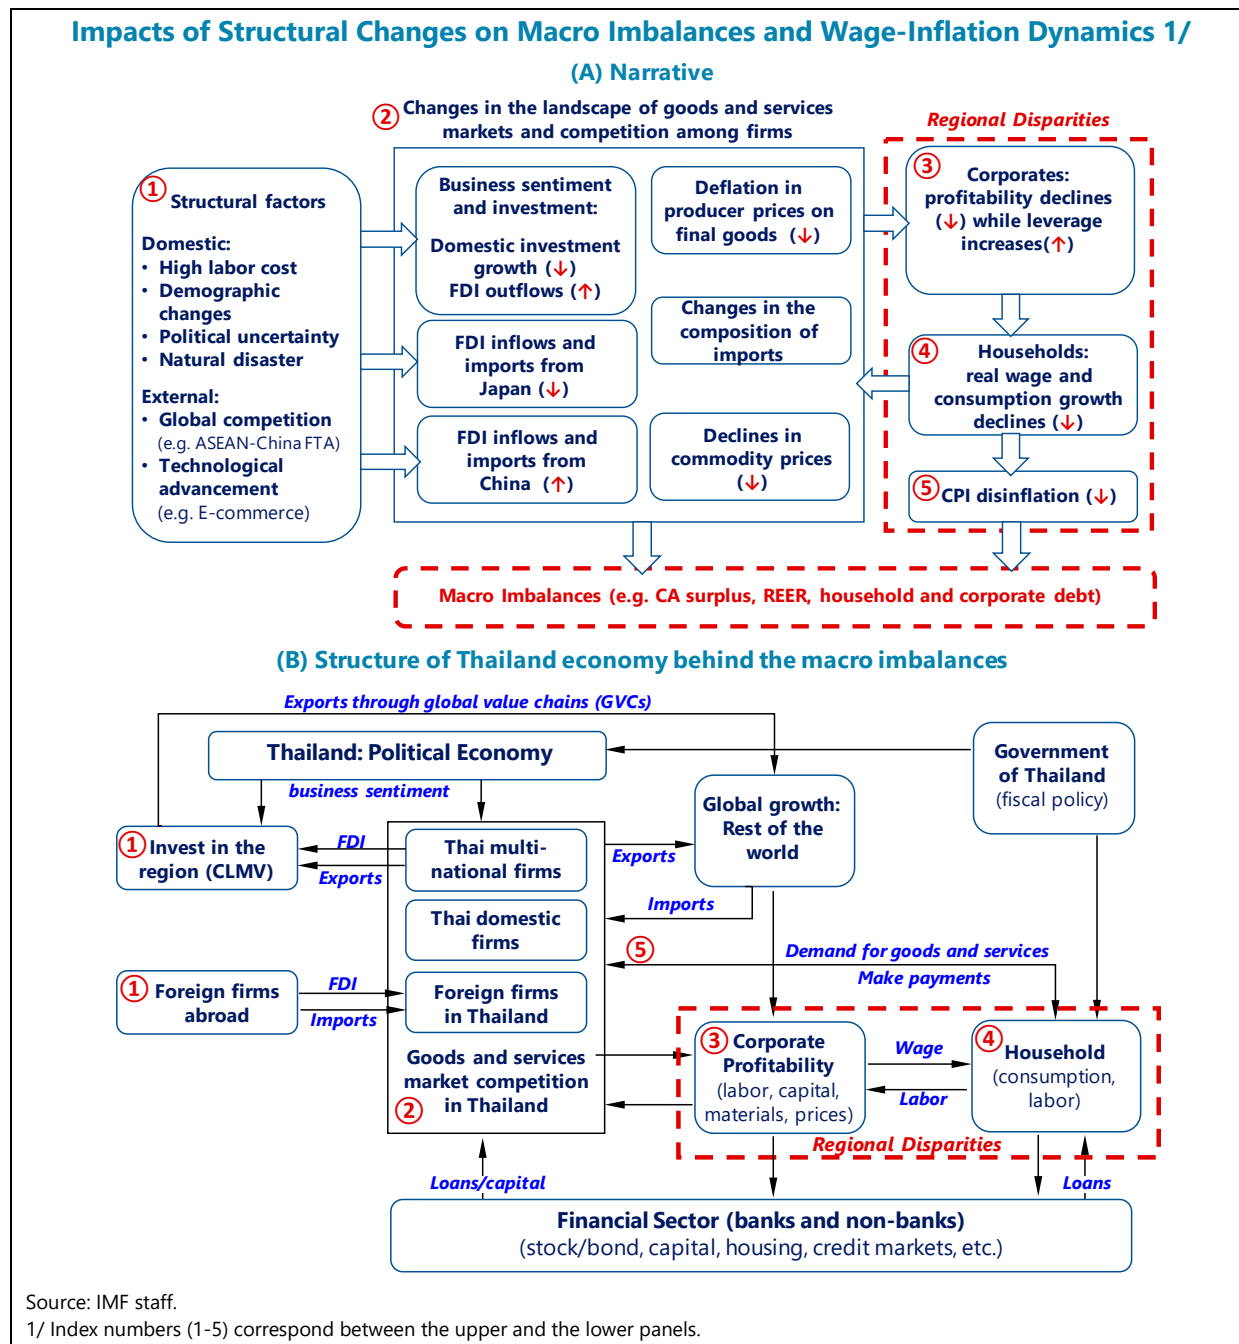 Impacts of Structural Changes on Macro Imbalances and Wage-Inflation Dynamics 1/
(A) Narrative
② Changes in the landscape of goods and services
markets and competition among firms
Regional Disparities
①
Structural factors
Domestic:
• High labor cost
• Demographic
changes
• Political uncertainty
• Natural disaster
External:
• Global competition
(e.g. ASEAN-China FTA)
• Technological
advancement
(e.g. E-commerce)
Business sentiment
and investment:
Domestic investment
growth (↓)
FDI outflows (↑)
FDI inflows and
imports from
Japan (↓)
FDI inflows and
imports from
China (↑)
Deflation in
producer prices on
final goods (↓)
Changes in the
composition of
imports
Declines in
commodity prices
(↓)
③
Corporates:
profitability declines
(↓) while leverage
increases(↑)
④ Households:
real wage and
consumption growth
declines (↓)
⑤ CPI disinflation (↓)
Macro Imbalances (e.g. CA surplus, REER, household and corporate debt)
(B) Structure of Thailand economy behind the macro imbalances
Exports through global value chains (GVCs)
Thailand: Political Economy
business sentiment
Government
of Thailand
(fiscal policy)
Global growth:
Rest of the
world
① Invest in the
region (CLMV)
FDI
Exports
Thai multi-
national firms
Exports
Imports
Thai domestic
firms
⑤
Demand for goods and services
Make payments
① Foreign firms
abroad
FDI
Imports
Foreign firms
in Thailand
Goods and services
market competition
in Thailand
②
③ Corporate
Profitability
(labor, capital,
materials, prices)
Wage
Labor
④ Household
(consumption,
labor)
Regional Disparities
Loans/capital
Loans
Financial Sector (banks and non-banks)
(stock/bond, capital, housing, credit markets, etc.)
Source: IMF staff.
1/ Index numbers (1-5) correspond between the upper and the lower panels.